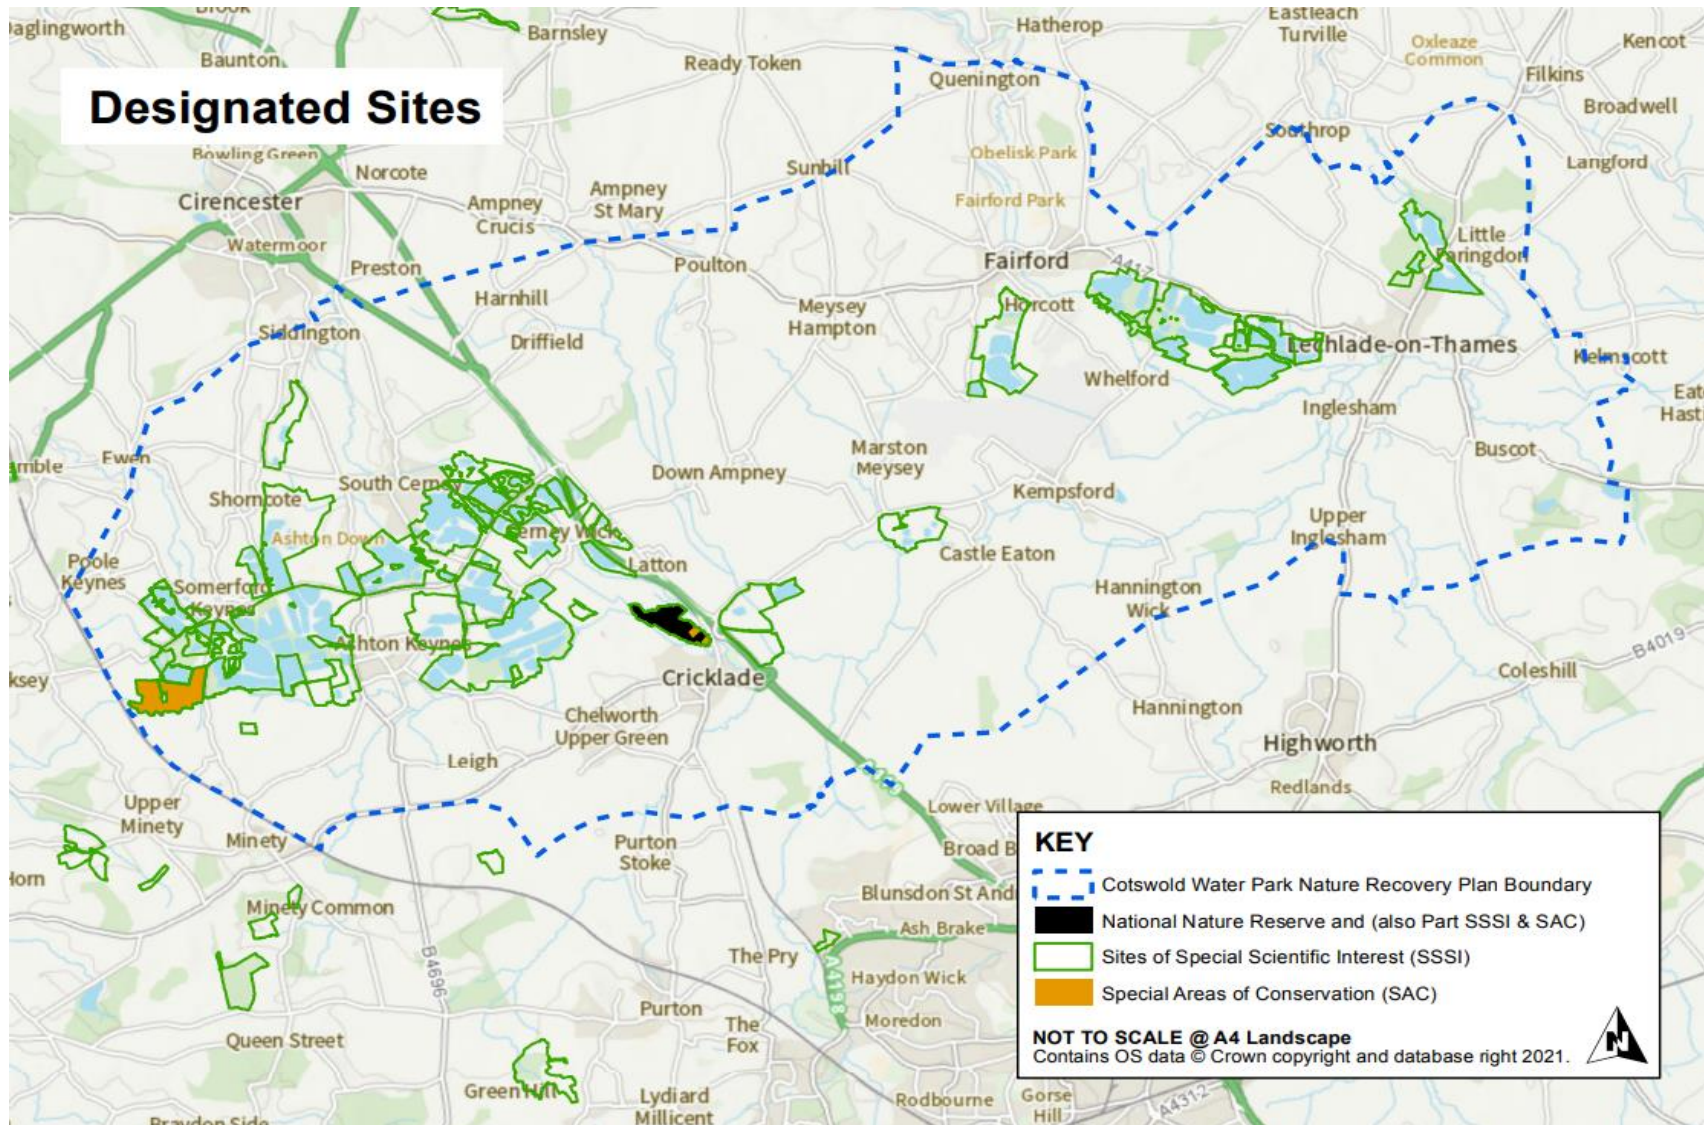 Brook
Daglingworth
Barnsley
Hatherop
Eastleach
Turville
Oxleaze
Common
Kencot
Baunton
Ready Token
Quenington
Filkins
Designated Sites
Broadwell
Southrop
Bowling Green
Norcote
Sunhill
Obelisk Park
Langford
Cirencester
Ampney
Crucis
Ampney
St Mary
Fairford Park
Watermoor
Little
Faringdon
Preston
Poulton
Fairford
A417
Harnhill
Meysey
Hampton
Horcott
Siddington
Driffield
Lechlade-on-Thames
Kelmscott
Whelford
Inglesham
Ewen
South Cerney
Down Ampney
Marston
Meysey
Buscot
Shorncote
Kempsford
Ashton Down
Cerney Wick
Upper
Inglesham
Poole
Keynes
Somerford
Keynes
Latton
Castle Eaton
Hannington
Wick
Ashton Keynes
B4019
Cricklade
Coleshill
Chelworth
Upper Green
Hannington
Leigh
Highworth
A419
Redlands
Upper
Minety
Lower Village
Minety
Purton
Stoke
Broad B
Blunsdon St And
Minety Common
Ash Brake
B4696
The Pry
A4198
Haydon Wick
Purton
The
Fox
Moredon
Queen Street
Green Hill
Lydiard
Millicent
Rodbourne
Gorse
Hill
A4312
Braydon Side
KEY
Cotswold Water Park Nature Recovery Plan Boundary
National Nature Reserve and (also Part SSSI & SAC)
Sites of Special Scientific Interest (SSSI)
Special Areas of Conservation (SAC)
NOT TO SCALE @ A4 Landscape
Contains OS data © Crown copyright and database right 2021.
N